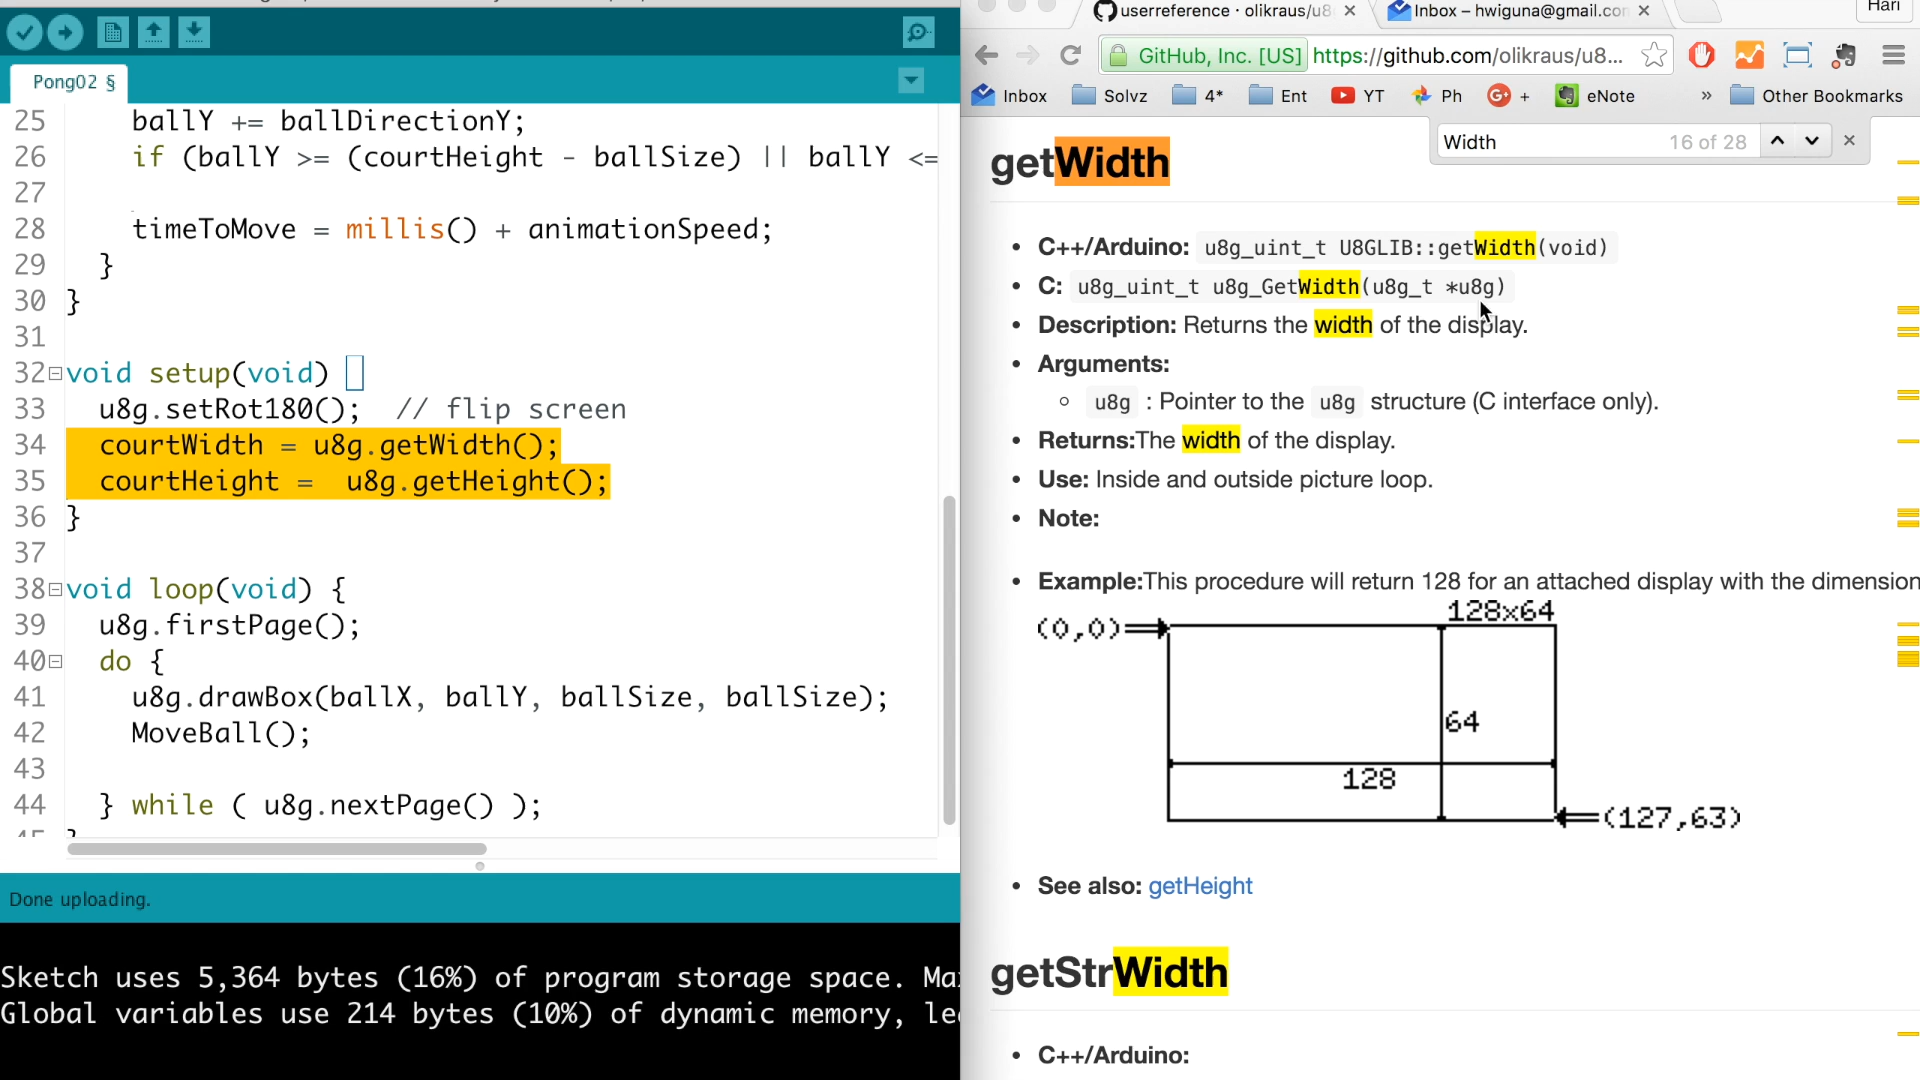 Pong02 §
25 ballY += ballDirectionY;
26 if (ballY >= (courtHeight - ballSize) || ballY <=
27
28 timeToMove = millis() + animationSpeed;
29 }
30 }
31
32 void setup(void)
33 u8g.setRot180(); // flip screen
34 courtWidth = u8g.getWidth();
35 courtHeight = u8g.getHeight();
36 }
37
38 void loop(void) {
39 u8g.firstPage();
40 do {
41 u8g.drawBox(ballX, ballY, ballSize, ballSize);
42 MoveBall();
43
44 } while ( u8g.nextPage() );
Done uploading.
Sketch uses 5,364 bytes (16%) of program storage space.
Global variables use 214 bytes (10%) of dynamic memory,
userreference · olikraus/u8
Inbox – hwiguna@gmail.com
Hari
GitHub, Inc. [US] https://github.com/olikraus/u8...
Inbox Solvz 4* Ent YT Ph + eNote » Other Bookmarks
Width 16 of 28
getWidth
• C++/Arduino: u8g_uint_t U8GLIB::getWidth(void)
• C: u8g_uint_t u8g_GetWidth(u8g_t *u8g)
• Description: Returns the width of the display.
• Arguments:
u8g : Pointer to the u8g structure (C interface only).
• Returns:The width of the display.
• Use: Inside and outside picture loop.
• Note:
• Example:This procedure will return 128 for an attached display with the dimension
128x64
(0,0)
64
128
(127,63)
• See also: getHeight
getStrWidth
• C++/Arduino: